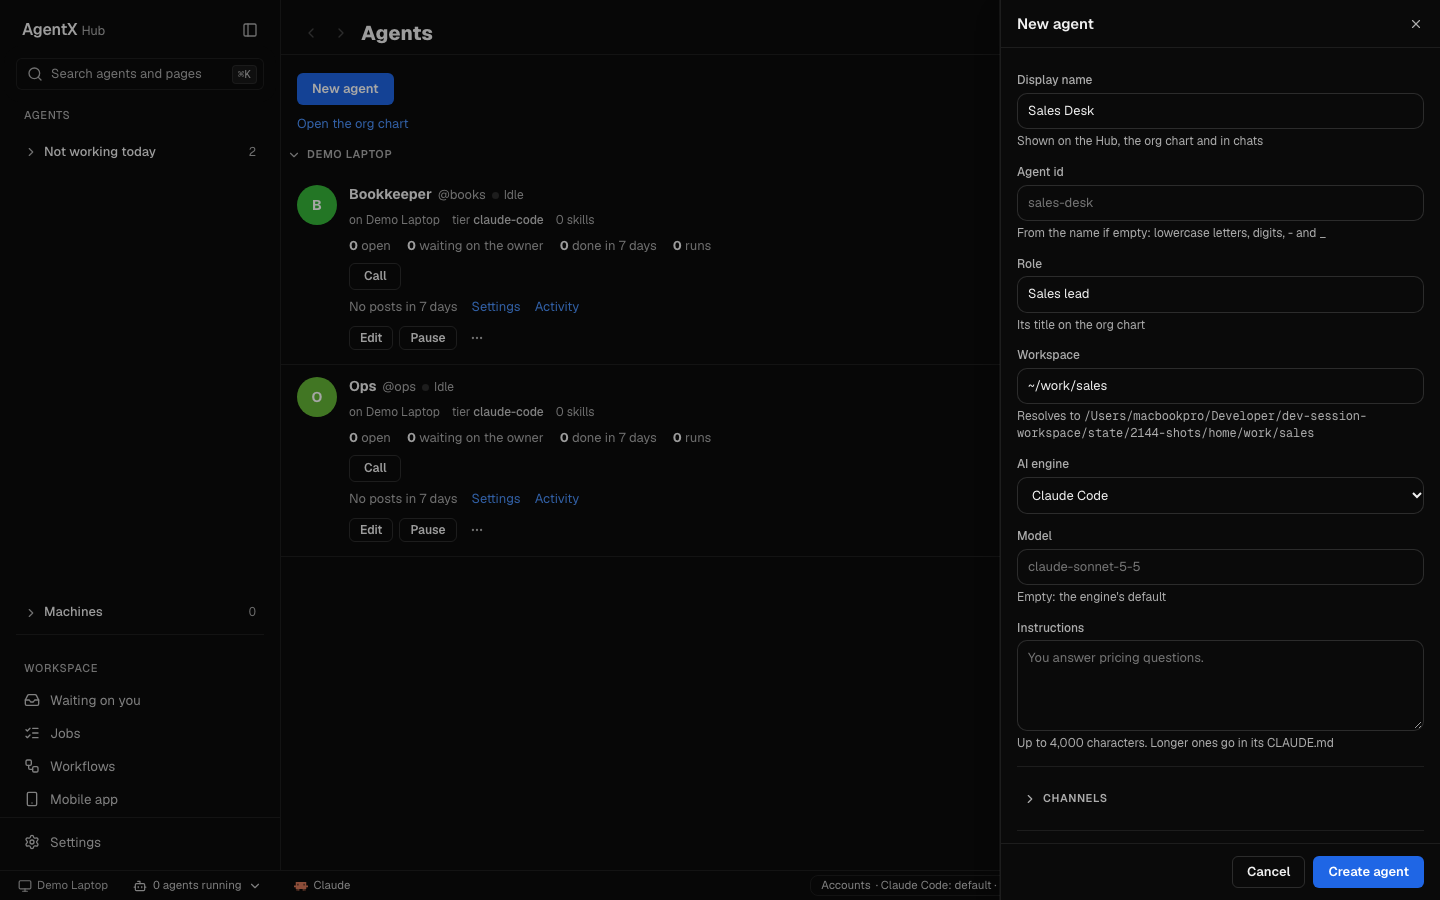 AgentX Hub
Search agents and pages ⌘K
AGENTS
Not working today 2
Machines 0
WORKSPACE
Waiting on you
Jobs
Workflows
Mobile app
Settings
Demo Laptop 0 agents running Claude Accounts · Claude Code: default ·
Agents
New agent
Open the org chart
DEMO LAPTOP
B
Bookkeeper @books Idle
on Demo Laptop tier claude-code 0 skills
0 open 0 waiting on the owner 0 done in 7 days 0 runs
Call
No posts in 7 days Settings Activity
Edit Pause ···
O
Ops @ops Idle
on Demo Laptop tier claude-code 0 skills
0 open 0 waiting on the owner 0 done in 7 days 0 runs
Call
No posts in 7 days Settings Activity
Edit Pause ···
New agent
Display name
Sales Desk
Shown on the Hub, the org chart and in chats
Agent id
sales-desk
From the name if empty: lowercase letters, digits, - and _
Role
Sales lead
Its title on the org chart
Workspace
~/work/sales
Resolves to /Users/macbookpro/Developer/dev-session-
workspace/state/2144-shots/home/work/sales
AI engine
Claude Code
Model
claude-sonnet-5-5
Empty: the engine's default
Instructions
You answer pricing questions.
Up to 4,000 characters. Longer ones go in its CLAUDE.md
CHANNELS
Cancel Create agent